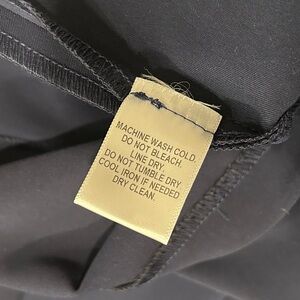 MACHINE WASH COLD.
DO NOT BLEACH
LINE DRY.
DO NOT TUMBLE DRY
COOL IRON IF NEEDED
DRY CLEAN.